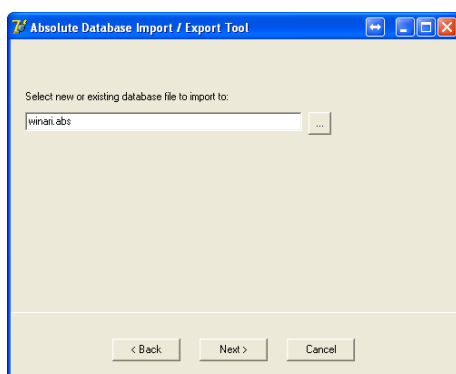 Absolute Database Import / Export Tool
Select new or existing database file to import to:
winari.abs
...
< Back
Next >
Cancel